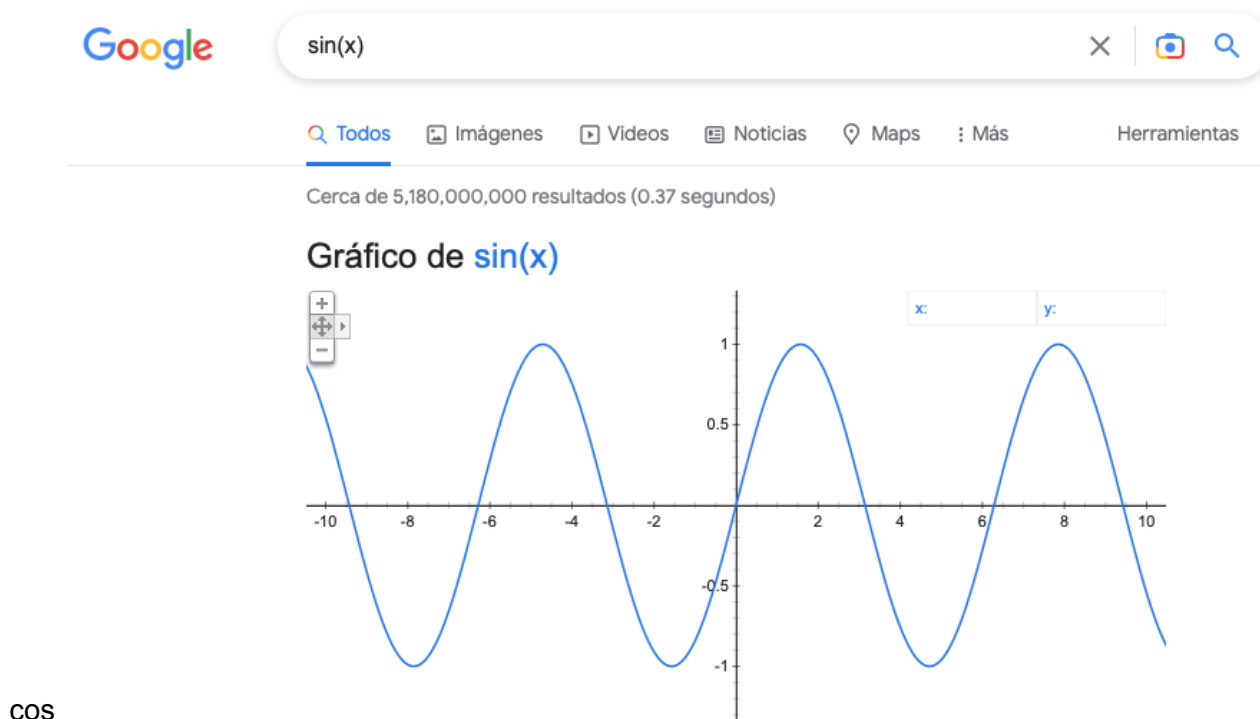 Google
sin(x)
Todos Imágenes Videos Noticias Maps Más Herramientas
Cerca de 5,180,000,000 resultados (0.37 segundos)
Gráfico de sin(x)
x: y:
1
0.5
-10 -8 -6 -4 -2 2 4 6 8 10
-0.5
-1
cos